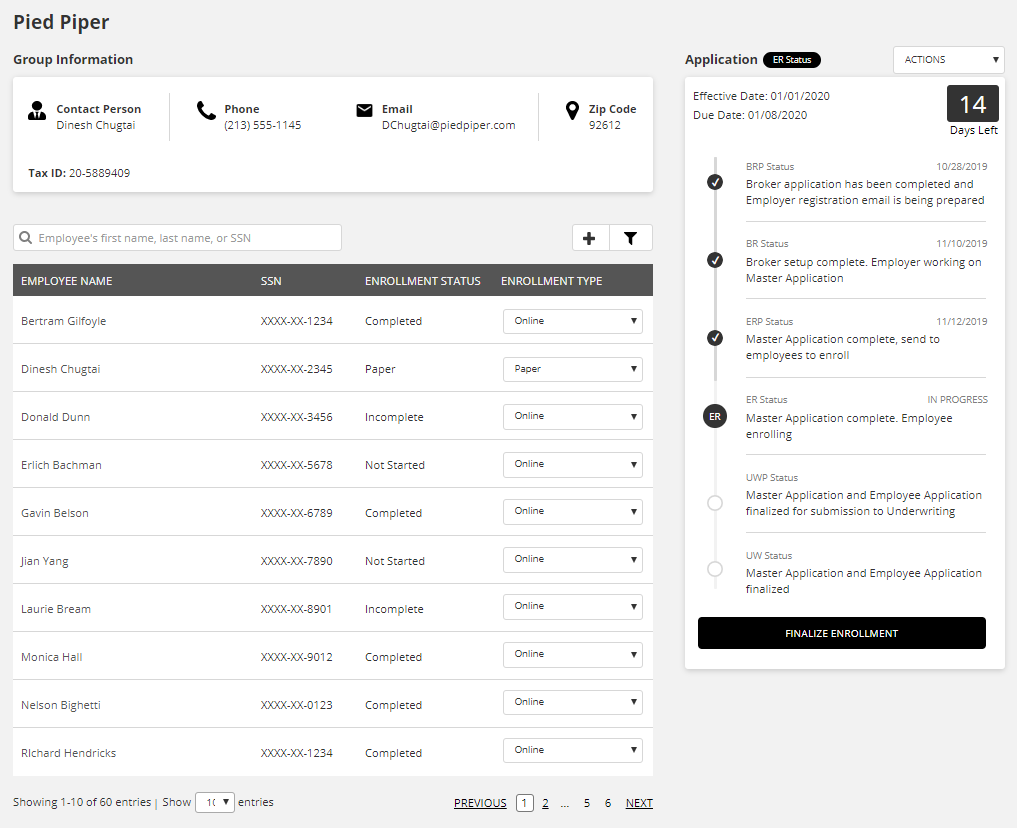 Pied Piper
Group Information
Contact Person
Dinesh Chugtai
Phone
(213) 555-1145
Email
DChugtai@piedpiper.com
Zip Code
92612
Tax ID: 20-5889409
Employee's first name, last name, or SSN
EMPLOYEE NAME SSN ENROLLMENT STATUS ENROLLMENT TYPE
Bertram Gilfoyle XXXX-XX-1234 Completed Online
Dinesh Chugtai XXXX-XX-2345 Paper Paper
Donald Dunn XXXX-XX-3456 Incomplete Online
Erlich Bachman XXXX-XX-5678 Not Started Online
Gavin Belson XXXX-XX-6789 Completed Online
Jian Yang XXXX-XX-7890 Not Started Online
Laurie Bream XXXX-XX-8901 Incomplete Online
Monica Hall XXXX-XX-9012 Completed Online
Nelson Bighetti XXXX-XX-0123 Completed Online
RIchard Hendricks XXXX-XX-1234 Completed Online
Showing 1-10 of 60 entries | Show 10 entries PREVIOUS 1 2 ... 5 6 NEXT
Application ER Status ACTIONS
Effective Date: 01/01/2020
Due Date: 01/08/2020
14
Days Left
BRP Status 10/28/2019
Broker application has been completed and
Employer registration email is being prepared
BR Status 11/10/2019
Broker setup complete. Employer working on
Master Application
ERP Status 11/12/2019
Master Application complete, send to
employees to enroll
ER
ER Status IN PROGRESS
Master Application complete. Employee
enrolling
UWP Status
Master Application and Employee Application
finalized for submission to Underwriting
UW Status
Master Application and Employee Application
finalized
FINALIZE ENROLLMENT